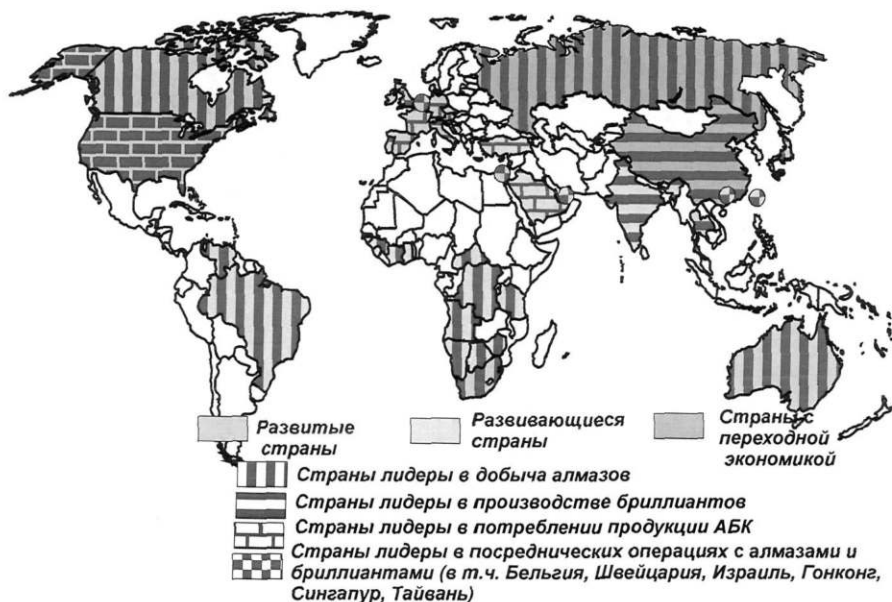 Развитые
страны
Развивающиеся
страны
Страны с
переходной
экономикой
Страны лидеры в добыча алмазов
Страны лидеры в производстве бриллиантов
Страны лидеры в потреблении продукции АБК
Страны лидеры в посреднических операциях с алмазами и
бриллиантами (в т.ч. Бельгия, Швейцария, Израиль, Гонконг,
Сингапур, Тайвань)